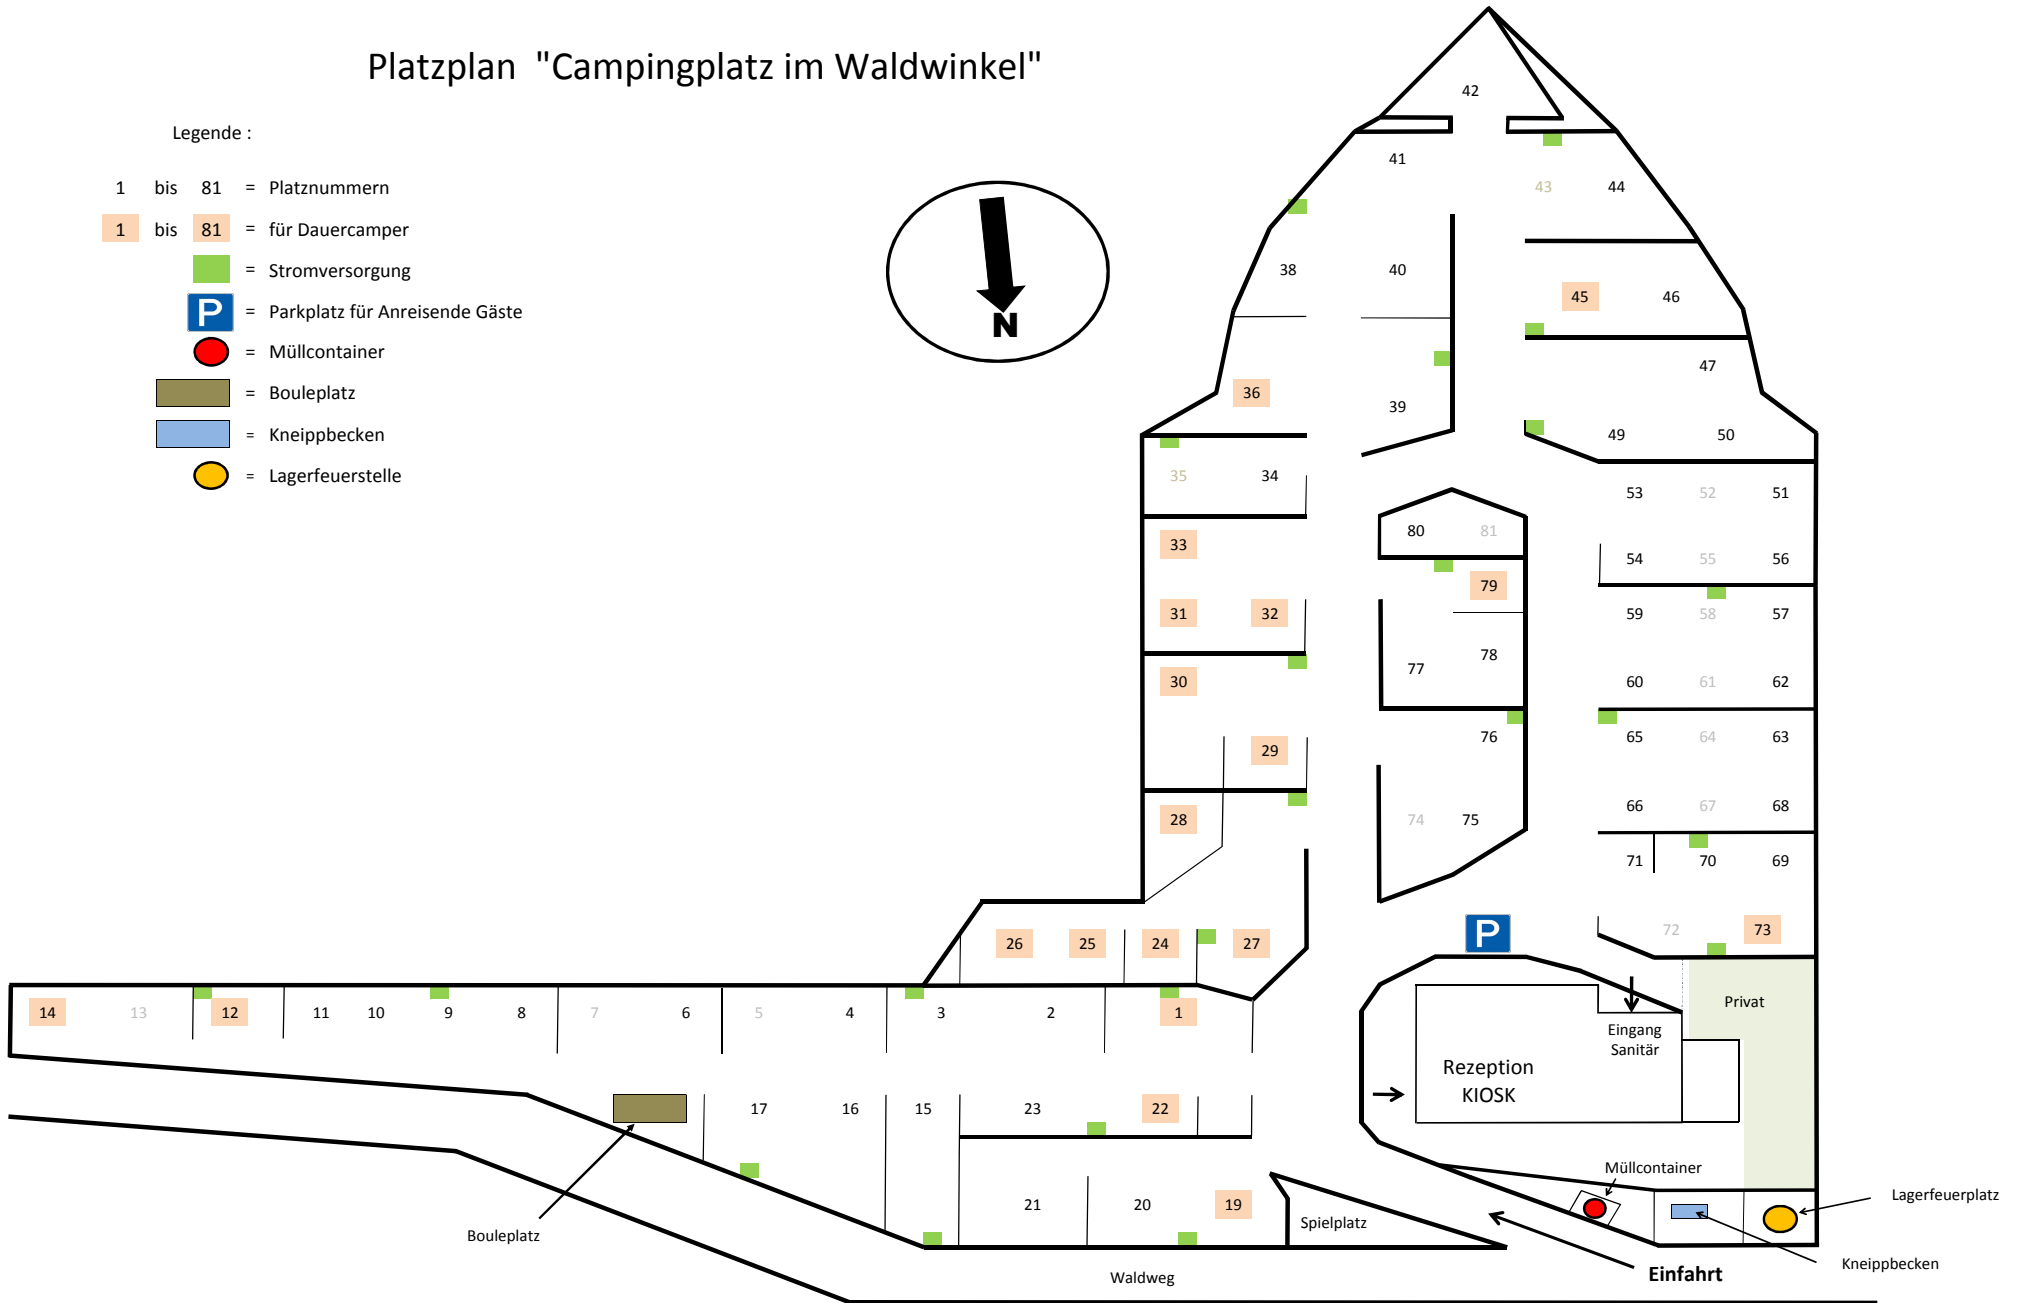 Platzplan "Campingplatz im Waldwinkel"
Legende :
1 bis 81 = Platznummern
1 bis 81 = für Dauercamper
= Stromversorgung
P = Parkplatz für Anreisende Gäste
= Müllcontainer
= Bouleplatz
= Kneippbecken
= Lagerfeuerstelle
N
42
41
43 44
38 40
45 46
47
36
39
49 50
35 34
53 52 51
80 81
33
54 55 56
79
31 32
59 58 57
77 78
30
60 61 62
76
29
65 64 63
28
74 75
66 67 68
71 70 69
26 25 24 27
P
72 73
14 13 12 11 10 9 8 7 6 5 4 3 2 1
Privat
Eingang
Sanitär
Rezeption
KIOSK
17 16 15 23 22
Müllcontainer
21 20 19
Spielplatz
Lagerfeuerplatz
Bouleplatz
Kneippbecken
Einfahrt
Waldweg